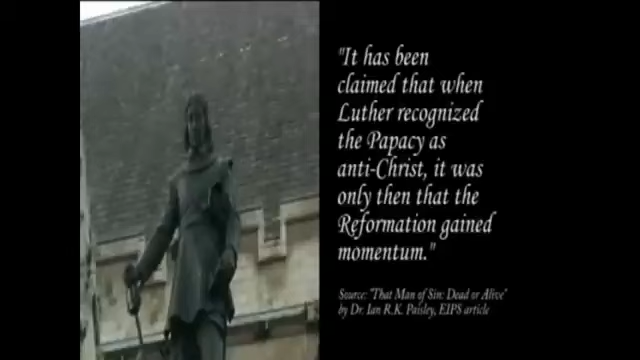 "It has been
claimed that when
Luther recognized
the Papacy as
anti-Christ, it was
only then that the
Reformation gained
momentum."
Source: "That Man of Sin: Dead or Alive"
by Dr. Ian R.K. Paisley, EIPS article